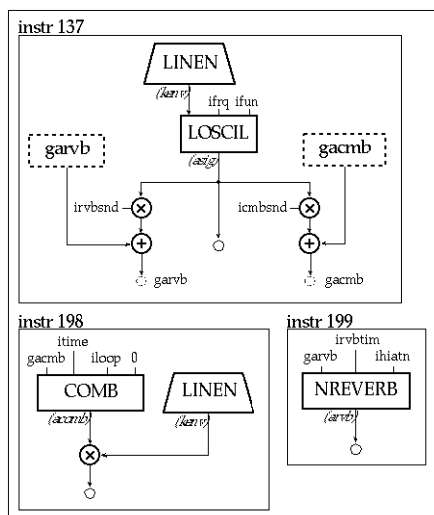 instr 137
LINEN
(kenv)
ifrq ifun
LOSCIL
(asig)
garvb
gacmb
irvbsnd
icmbsnd
garvb
gacmb
instr 198
itime
gacmb iloop 0
COMB
LINEN
(acomb)
(kenv)
instr 199
irvbtim
garvb ihiatn
NREVERB
(arvb)